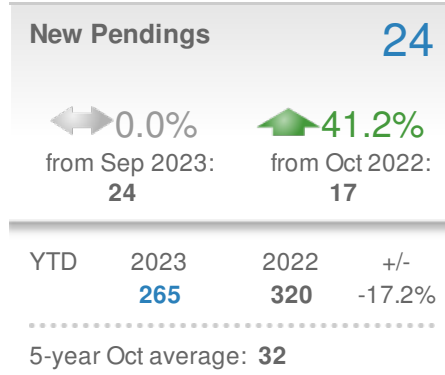 New Pendings 24
0.0% 41.2%
from Sep 2023: from Oct 2022:
24 17
YTD 2023 2022 +/-
265 320 -17.2%
5-year Oct average: 32